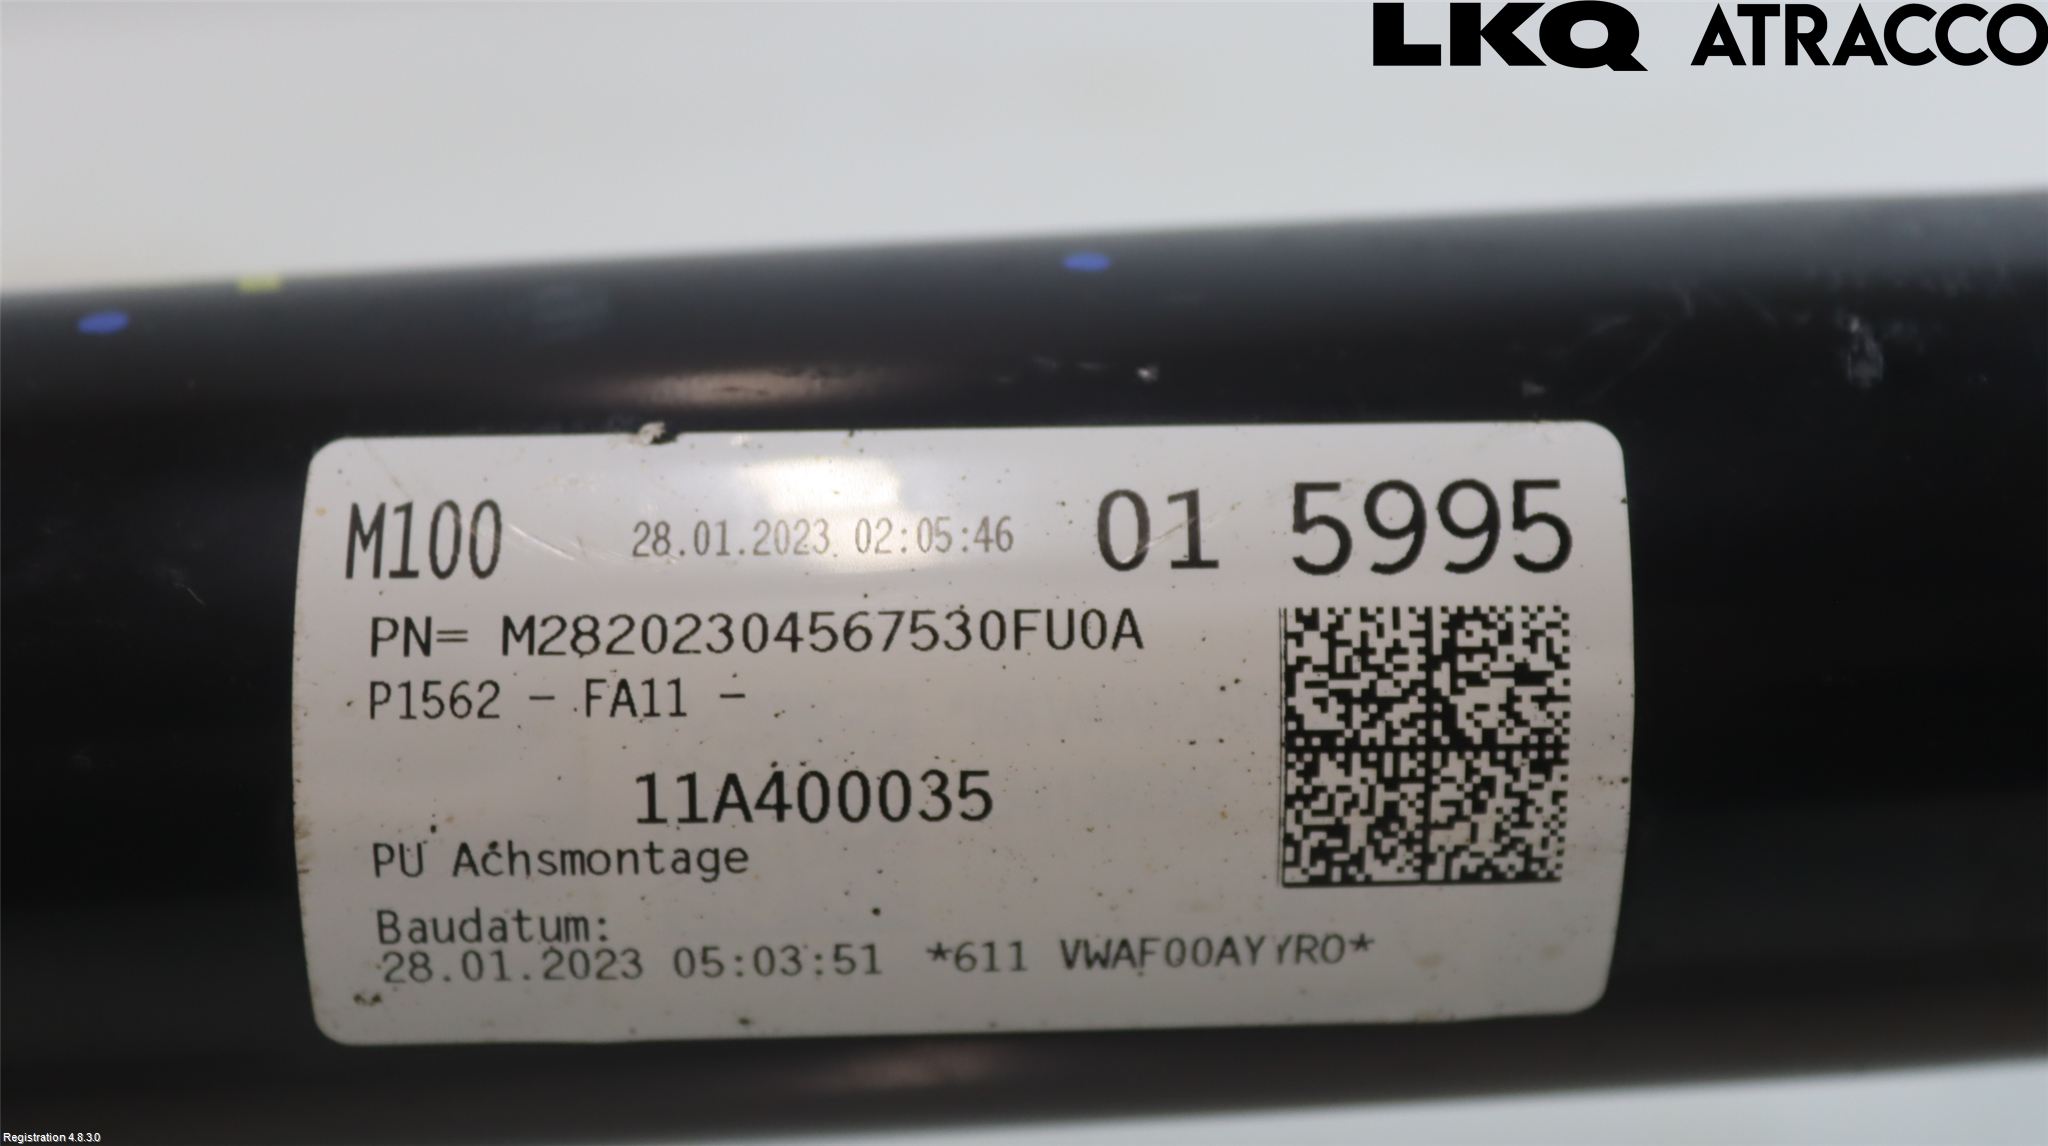 LKQ ATRACCO
M100 28.01.2023 02:05:46 01 5995
PN= M28202304567530FU0A
P1562 - FA11 -
11A400035
PU Achsmontage
Baudatum:
28.01.2023 05:03:51 *611 VWAF00AYYRO*
Registration 4.8.3.0